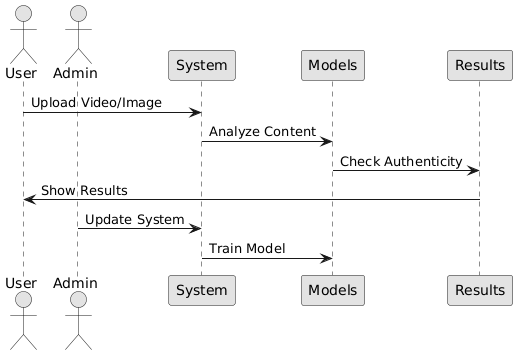 User
Admin
System
Models
Results
Upload Video/Image
Analyze Content
Check Authenticity
Show Results
Update System
Train Model
User
Admin
System
Models
Results